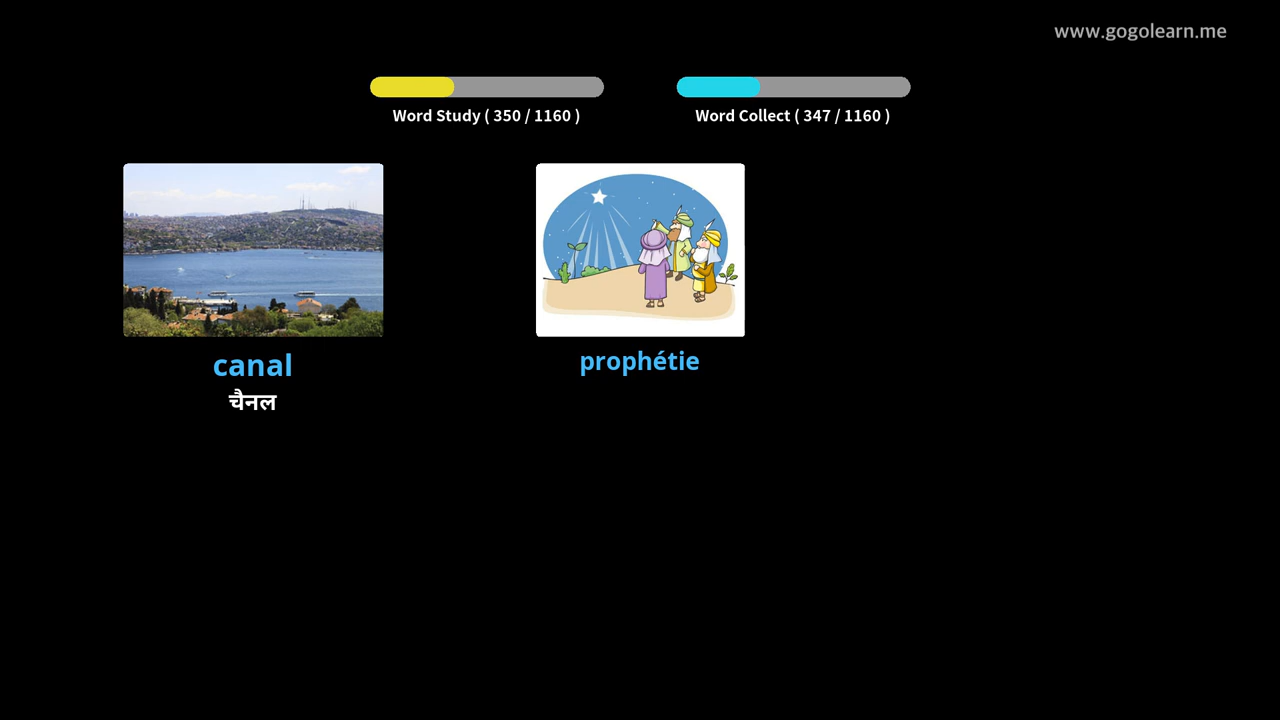 www.gogolearn.me
Word Study ( 350 / 1160 )
Word Collect ( 347 / 1160 )
canal
चैनल
prophétie